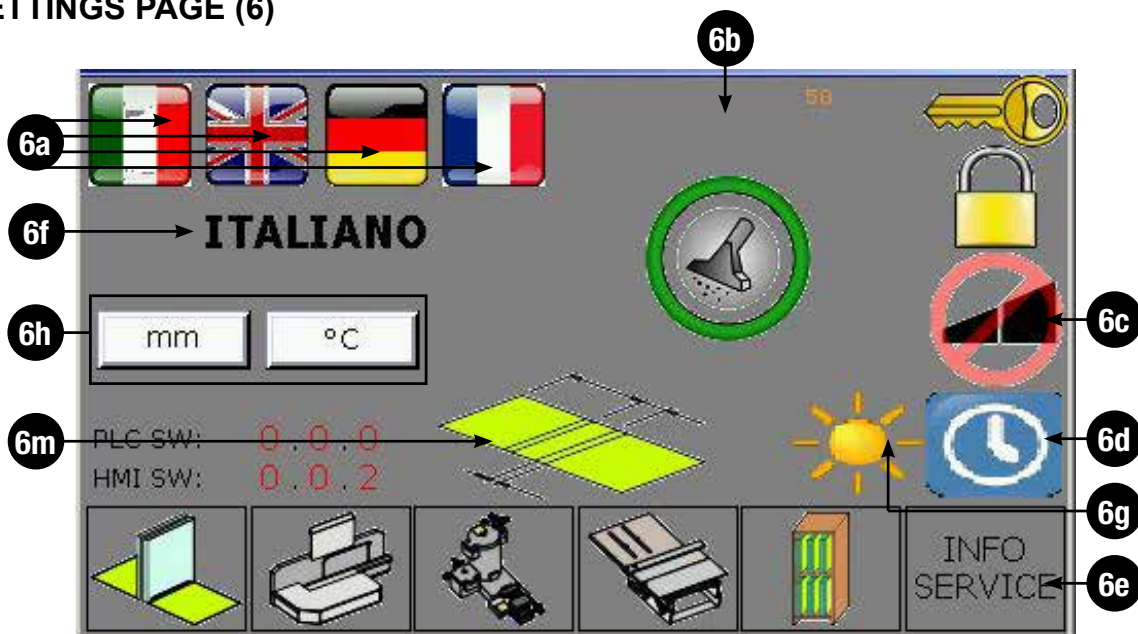 ETTINGS PAGE (6)
6b
50
6a
6f
ITALIANO
6h
mm
°C
6c
6m
PLC SW: 0.0.0
6d
HMI SW: 0.0.2
6g
INFO
SERVICE
6e